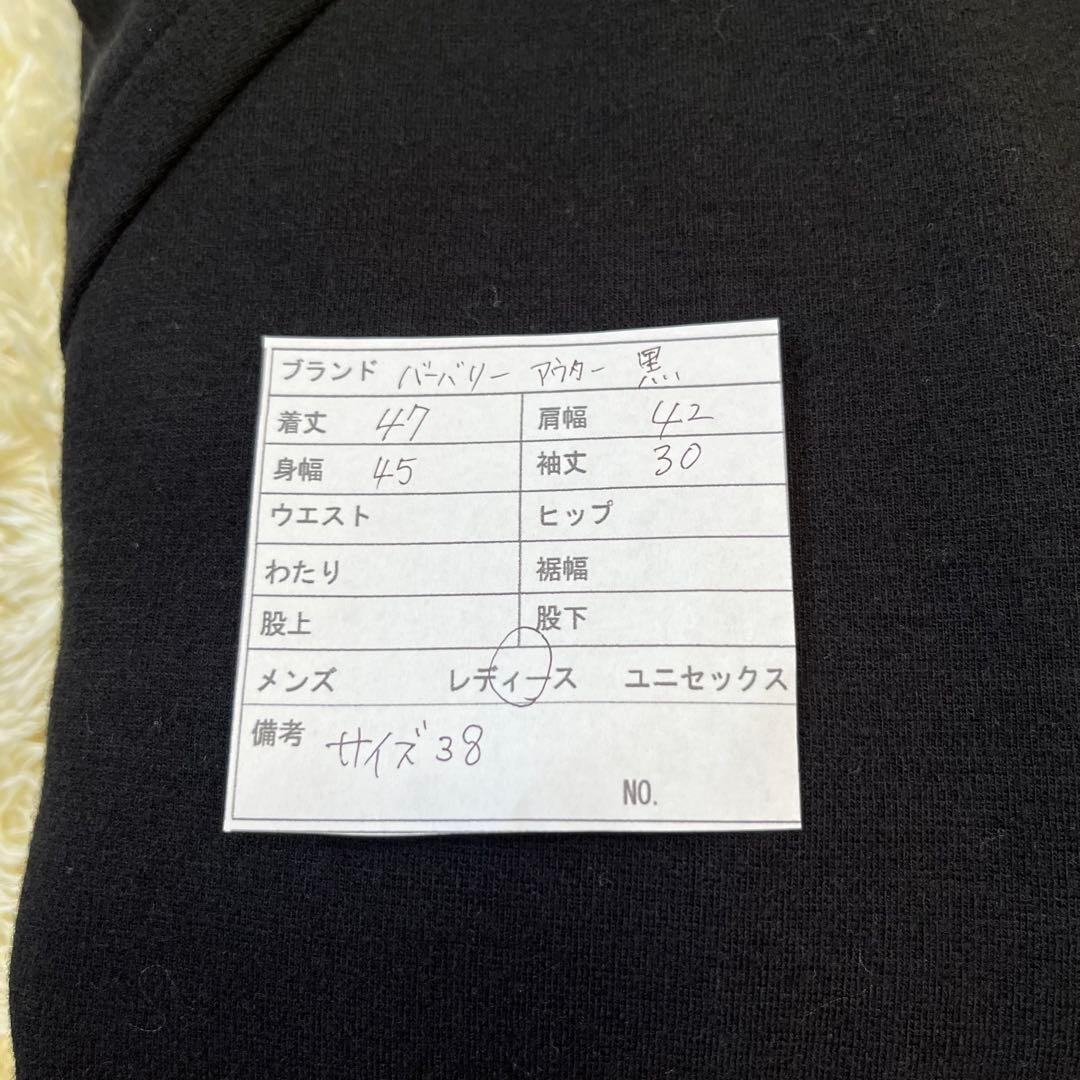 ブランド バーバリー アウター 黒
着丈 47 肩幅 42
身幅 45 袖丈 30
ウエスト ヒップ
わたり 裾幅
股上 股下
メンズ レディース ユニセックス
備考 サイズ38
NO.